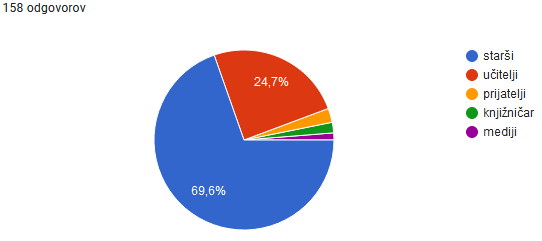 158 odgovorov
24,7%
69,6%
starši
učitelji
prijatelji
knjižničar
mediji